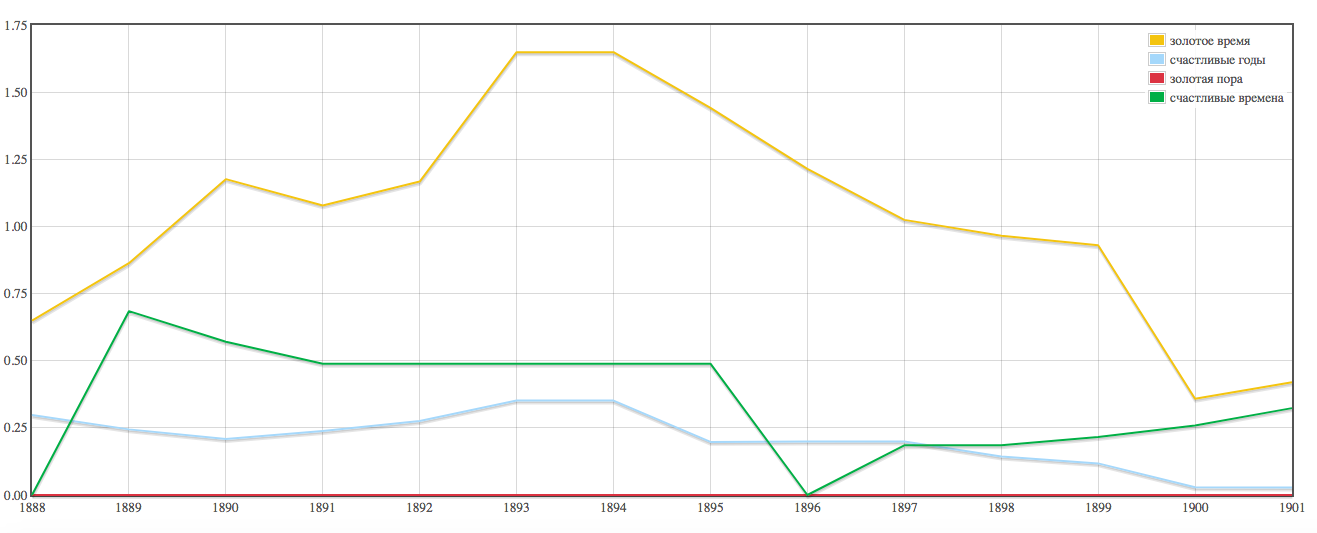 1.75
1.50
1.25
1.00
0.75
0.50
0.25
0.00
золотое время
счастливые годы
золотая пора
счастливые времена
1888 1889 1890 1891 1892 1893 1894 1895 1896 1897 1898 1899 1900 1901